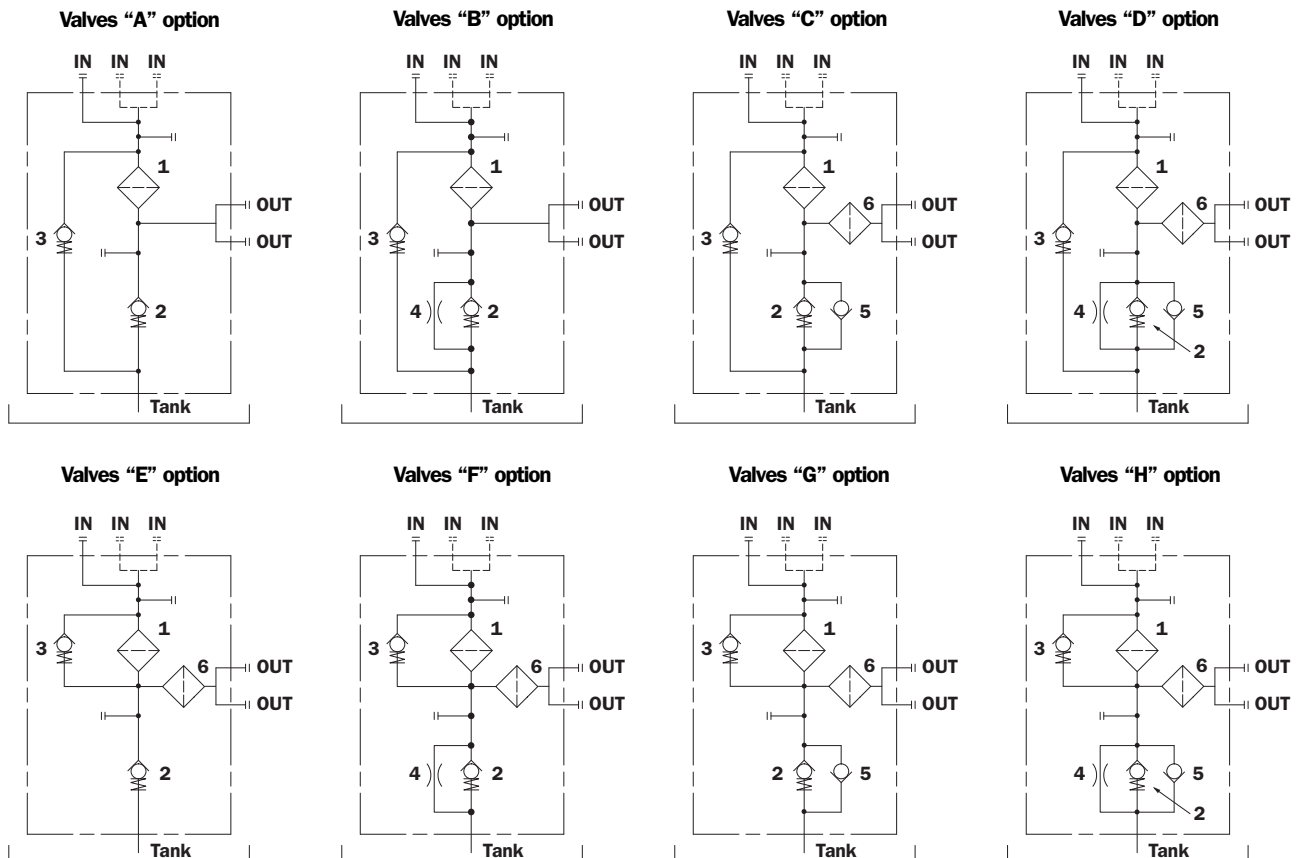 Valves “A” option
Valves “B” option
Valves “C” option
Valves “D” option
IN IN IN
IN IN IN
IN IN IN
IN IN IN
1
1
1
1
6
6
OUT
OUT
OUT
OUT
3
3
3
3
OUT
OUT
OUT
OUT
2
4
2
2
5
4
5
2
Tank
Tank
Tank
Tank
Valves “E” option
Valves “F” option
Valves “G” option
Valves “H” option
IN IN IN
IN IN IN
IN IN IN
IN IN IN
1
1
1
1
3
3
3
3
6
6
6
6
OUT
OUT
OUT
OUT
OUT
OUT
OUT
OUT
2
4
2
2
5
4
5
2
Tank
Tank
Tank
Tank